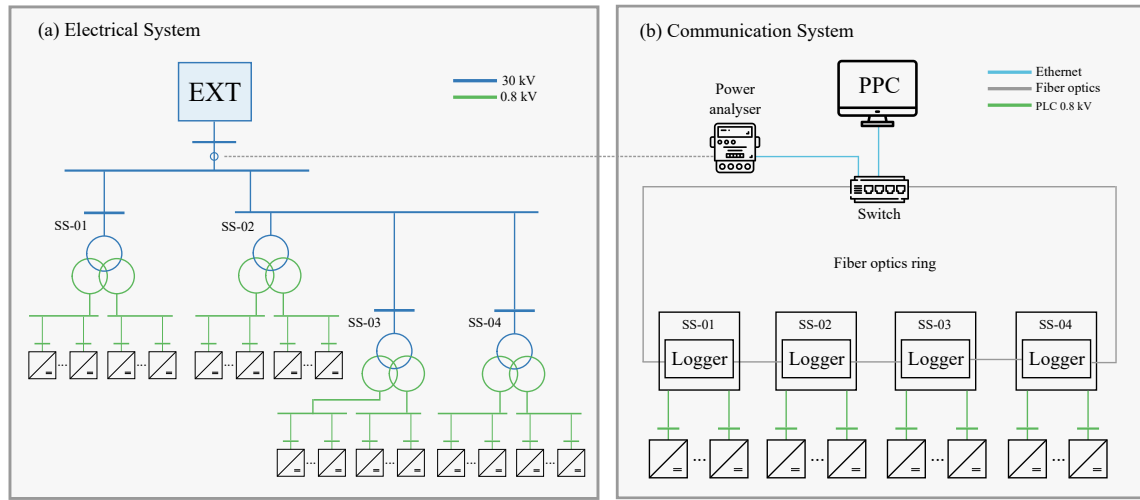 (a) Electrical System
EXT
30 kV
0.8 kV
SS-01
SS-02
SS-03
SS-04
...
...
...
...
...
...
...
...
(b) Communication System
Power
analyser
PPC
Ethernet
Fiber optics
PLC 0.8 kV
Switch
Fiber optics ring
SS-01
Logger
SS-02
Logger
SS-03
Logger
SS-04
Logger
...
...
...
...